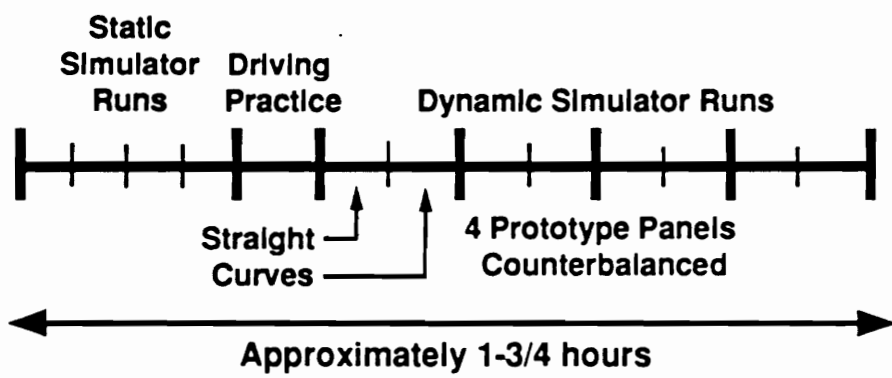 Static
Simulator
Runs
Driving
Practice
Dynamic Simulator Runs
Straight
Curves
4 Prototype Panels
Counterbalanced
Approximately 1-3/4 hours